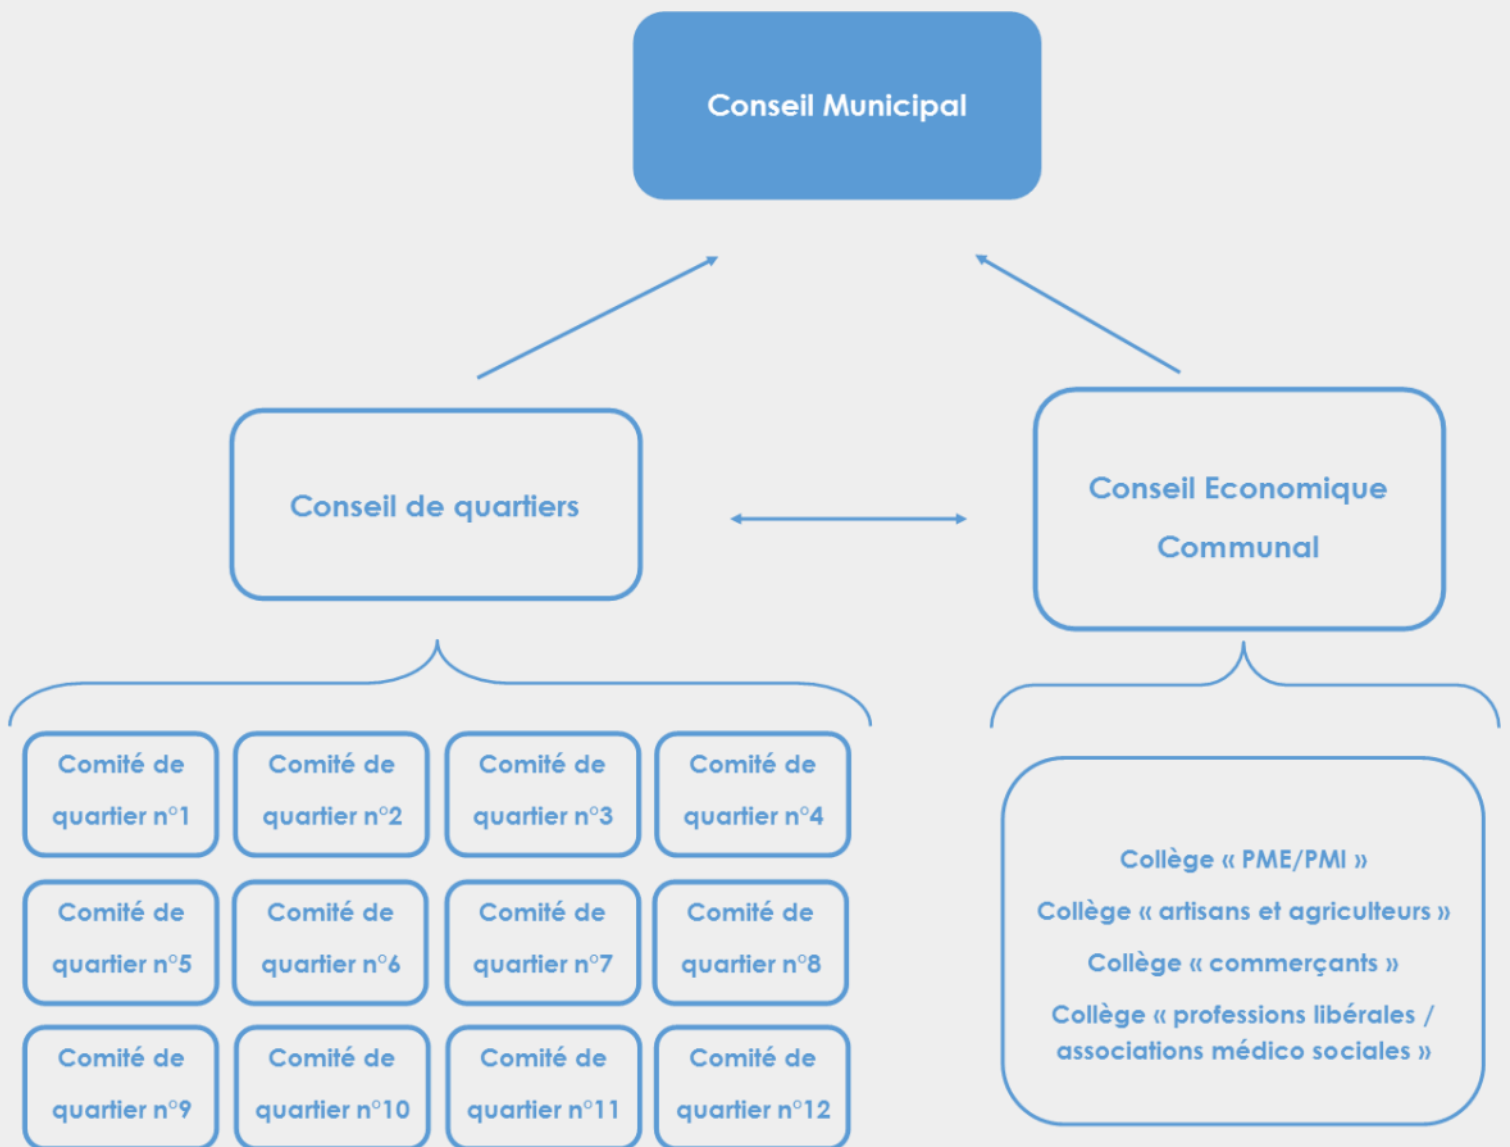 Conseil Municipal
Conseil de quartiers
Conseil Economique
Communal
Comité de
quartier n°1
Comité de
quartier n°2
Comité de
quartier n°3
Comité de
quartier n°4
Comité de
quartier n°5
Comité de
quartier n°6
Comité de
quartier n°7
Comité de
quartier n°8
Comité de
quartier n°9
Comité de
quartier n°10
Comité de
quartier n°11
Comité de
quartier n°12
Collège « PME/PMI »
Collège « artisans et agriculteurs »
Collège « commerçants »
Collège « professions libérales /
associations médico sociales »